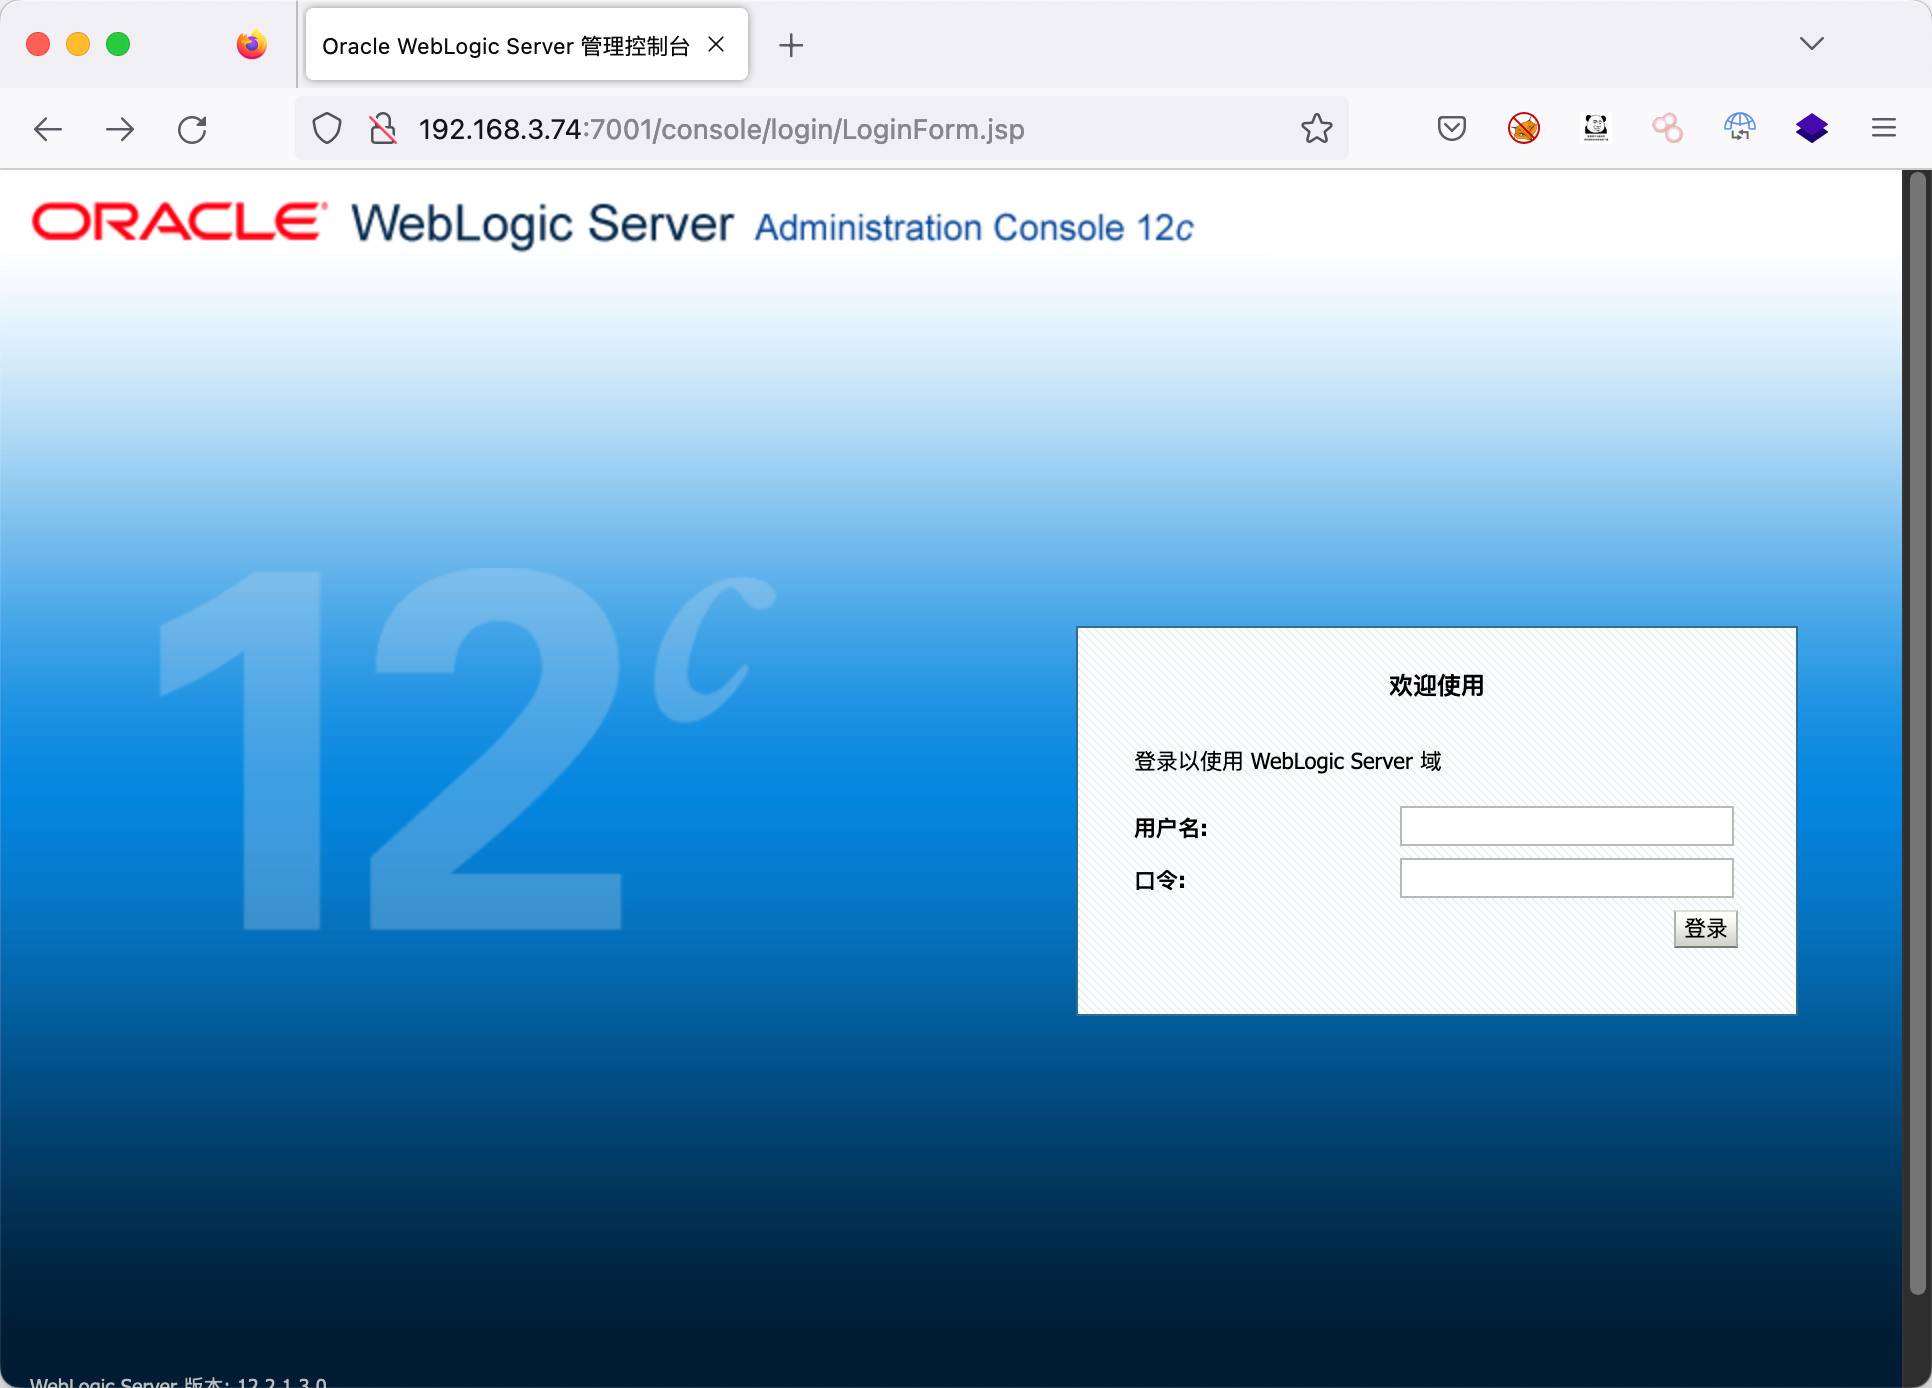 Oracle WebLogic Server 管理控制台
192.168.3.74:7001/console/login/LoginForm.jsp
ORACLE WebLogic Server Administration Console 12c
12c
欢迎使用
登录以使用 WebLogic Server 域
用户名:
口令:
登录
WebLogic Server 版本: 12.2.1.3.0